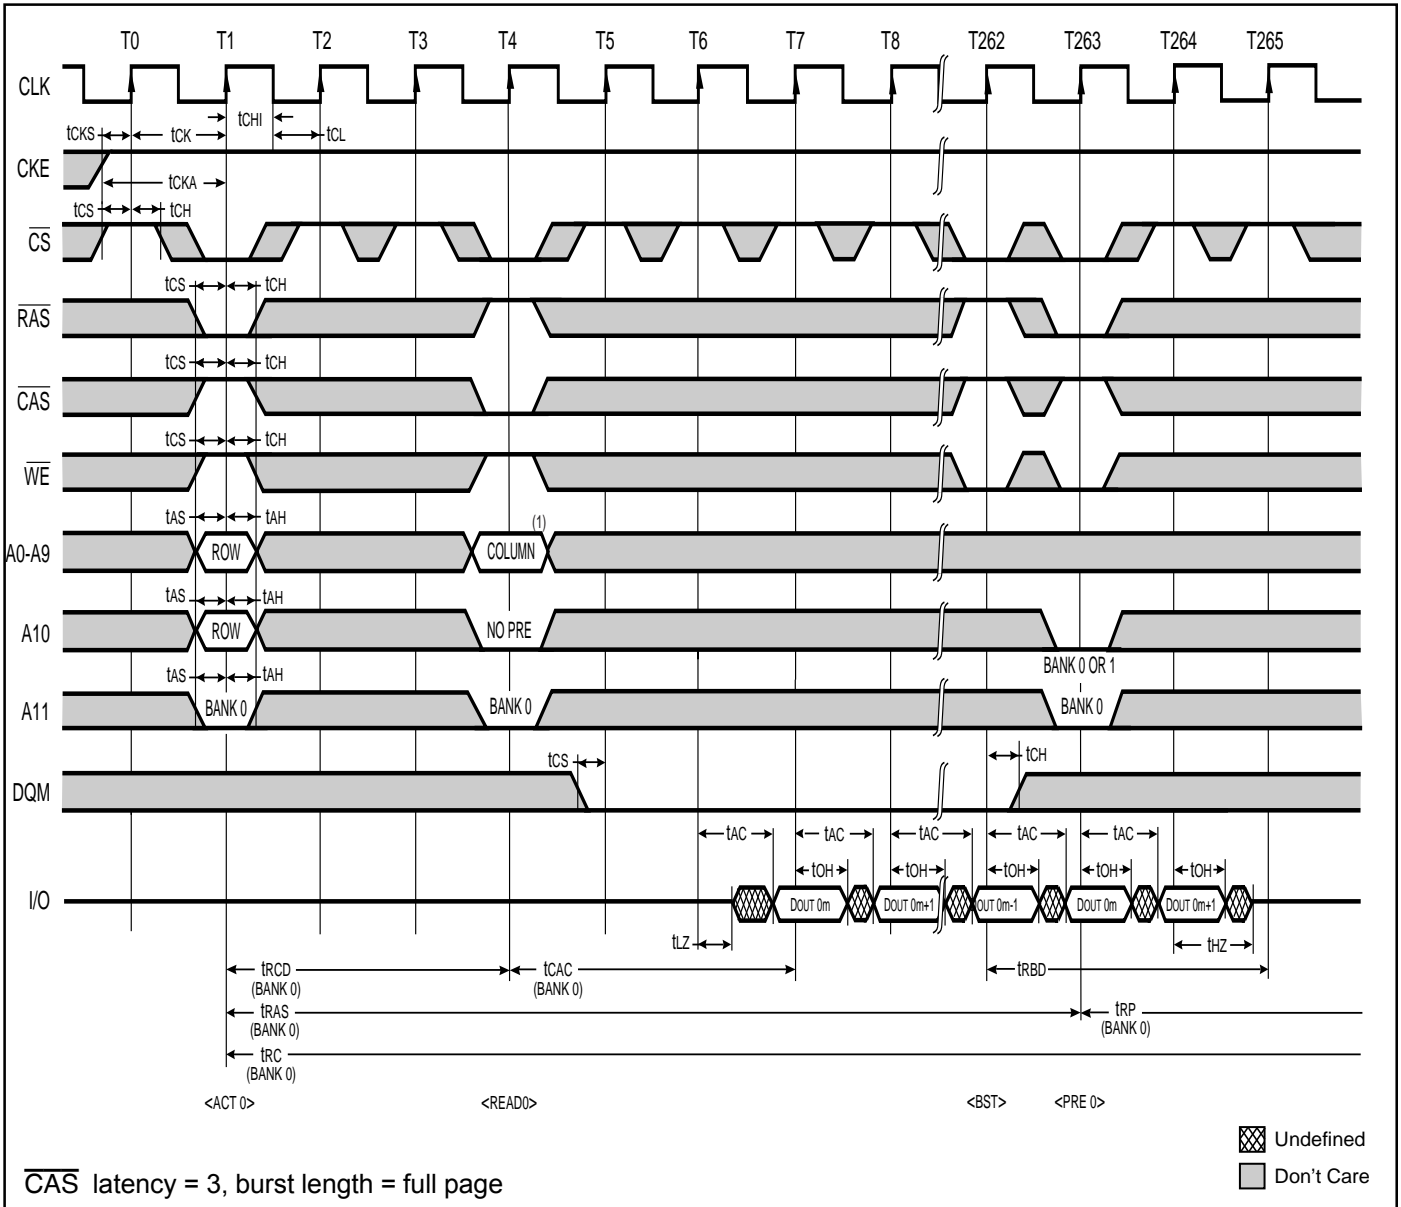 T0 T1 T2 T3 T4 T5 T6 T7 T8 T262 T263 T264 T265
CLK
tCHI
tCKS tCK tCL
CKE
tCKA
tCS tCH
CS
tCS tCH
RAS
tCS tCH
CAS
tCS tCH
WE
tAS tAH (1)
A0-A9 ROW COLUMN
tAS tAH
A10 ROW NO PRE
BANK 0 OR 1
tAS tAH
A11 BANK 0 BANK 0 BANK 0
tCS tCH
DQM
tAC tAC tAC tAC tAC
tOH tOH tOH tOH tOH
I/O DOUT 0m DOUT 0m+1 OUT 0m-1 DOUT 0m DOUT 0m+1
tLZ tHZ
tRCD tCAC tRBD
(BANK 0) (BANK 0)
tRAS tRP
(BANK 0) (BANK 0)
tRC
(BANK 0)
<ACT 0> <READ0> <BST> <PRE 0>
Undefined
Don't Care
CAS latency = 3, burst length = full page